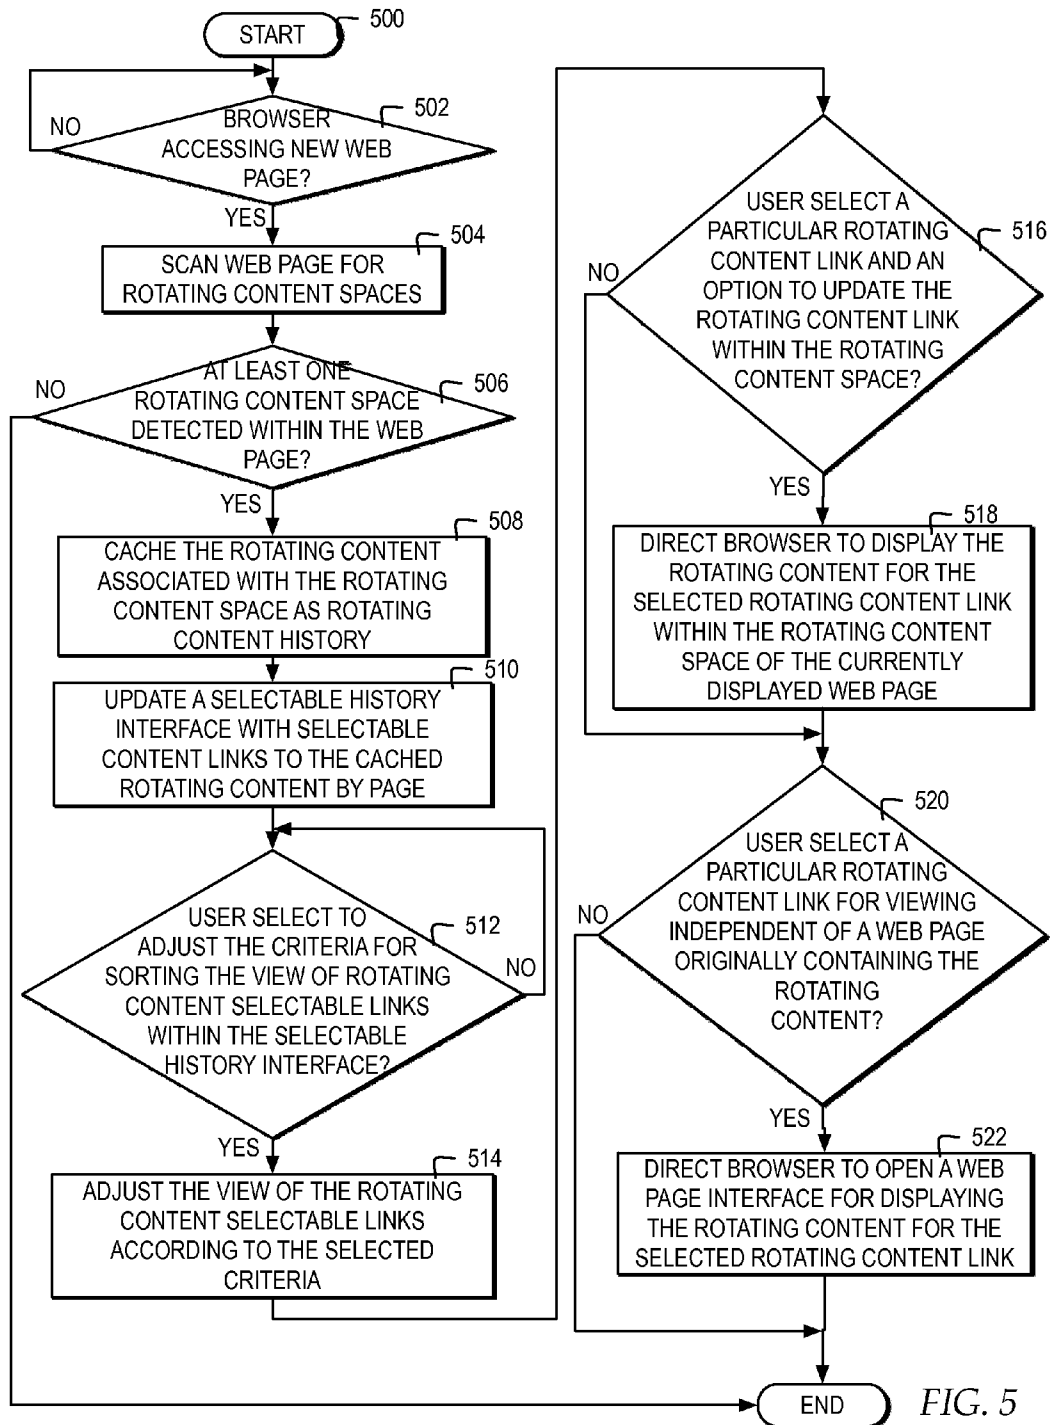 START
500
BROWSER
ACCESSING NEW WEB
PAGE?
502
NO
YES
504
SCAN WEB PAGE FOR
ROTATING CONTENT SPACES
AT LEAST ONE
ROTATING CONTENT SPACE
DETECTED WITHIN THE WEB
PAGE?
506
NO
YES
508
CACHE THE ROTATING CONTENT
ASSOCIATED WITH THE ROTATING
CONTENT SPACE AS ROTATING
CONTENT HISTORY
510
UPDATE A SELECTABLE HISTORY
INTERFACE WITH SELECTABLE
CONTENT LINKS TO THE CACHED
ROTATING CONTENT BY PAGE
USER SELECT TO
ADJUST THE CRITERIA FOR
SORTING THE VIEW OF ROTATING
CONTENT SELECTABLE LINKS
WITHIN THE SELECTABLE
HISTORY INTERFACE?
512
NO
YES
514
ADJUST THE VIEW OF THE ROTATING
CONTENT SELECTABLE LINKS
ACCORDING TO THE SELECTED
CRITERIA
USER SELECT A
PARTICULAR ROTATING
CONTENT LINK AND AN
OPTION TO UPDATE THE
ROTATING CONTENT LINK
WITHIN THE ROTATING
CONTENT SPACE?
516
NO
YES
518
DIRECT BROWSER TO DISPLAY THE
ROTATING CONTENT FOR THE
SELECTED ROTATING CONTENT LINK
WITHIN THE ROTATING CONTENT
SPACE OF THE CURRENTLY
DISPLAYED WEB PAGE
520
USER SELECT A
PARTICULAR ROTATING
CONTENT LINK FOR VIEWING
INDEPENDENT OF A WEB PAGE
ORIGINALLY CONTAINING THE
ROTATING
CONTENT?
NO
YES
522
DIRECT BROWSER TO OPEN A WEB
PAGE INTERFACE FOR DISPLAYING
THE ROTATING CONTENT FOR THE
SELECTED ROTATING CONTENT LINK
END
FIG. 5